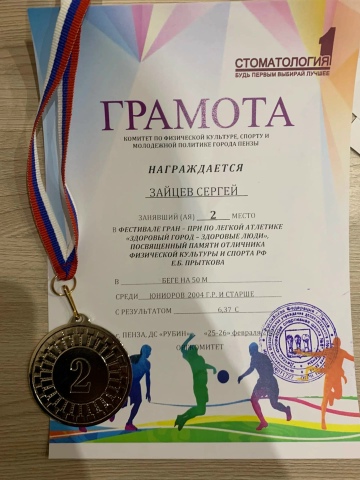 СТОМАТОЛОГИЯ 1
БУДЬ ПЕРВЫМ ВЫБИРАЙ ЛУЧШЕЕ
ГРАМОТА
КОМИТЕТ ПО ФИЗИЧЕСКОЙ КУЛЬТУРЕ, СПОРТУ И
МОЛОДЕЖНОЙ ПОЛИТИКЕ ГОРОДА ПЕНЗЫ
НАГРАЖДАЕТСЯ
ЗАЙЦЕВ СЕРГЕЙ
ЗАНЯВШИЙ (АЯ) 2 МЕСТО
В ФЕСТИВАЛЕ ГРАН – ПРИ ПО ЛЕГКОЙ АТЛЕТИКЕ
«ЗДОРОВЫЙ ГОРОД – ЗДОРОВЫЕ ЛЮДИ»,
ПОСВЯЩЕННЫЙ ПАМЯТИ ОТЛИЧНИКА
ФИЗИЧЕСКОЙ КУЛЬТУРЫ И СПОРТА РФ
Е.Б. ПРЫТКОВА
В БЕГЕ НА 50 М
СРЕДИ ЮНИОРОВ 2004 Г.Р. И СТАРШЕ
С РЕЗУЛЬТАТОМ 6,37 С
ПЕНЗА, ДС «РУБИН», «25-26» февраля
ОРГКОМИТЕТ
2